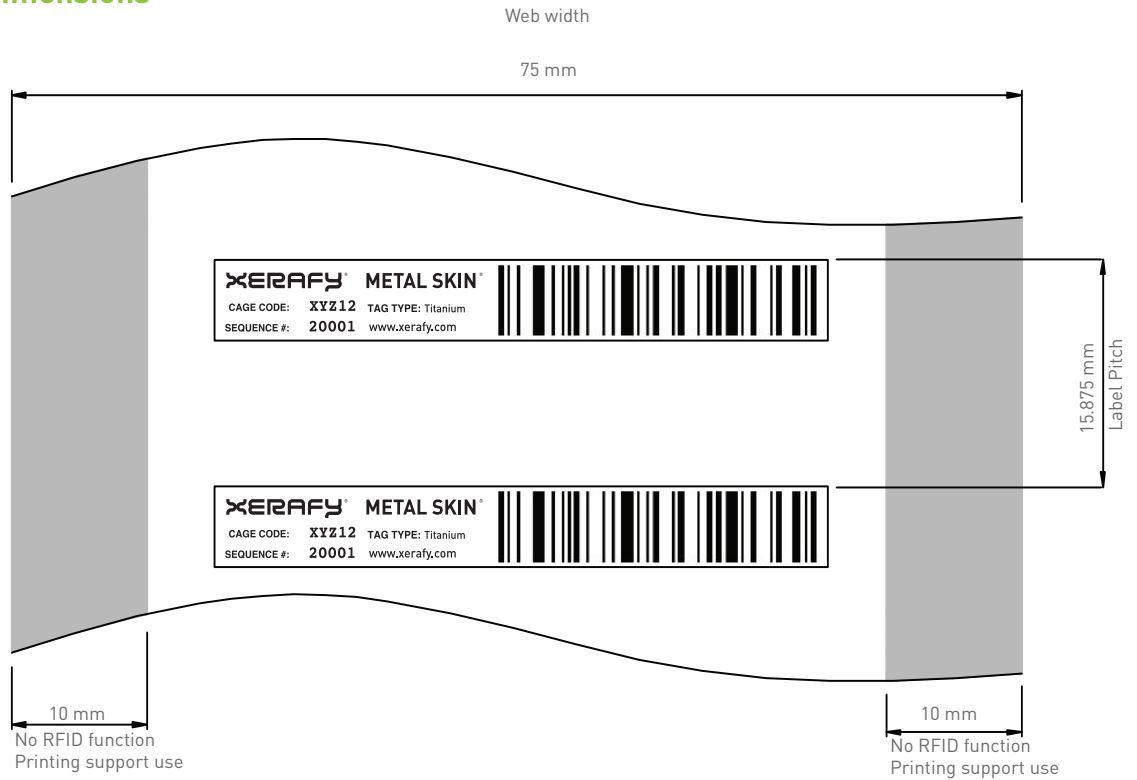 Web width
75 mm
XERAFY® METAL SKIN®
CAGE CODE: XYZ12 TAG TYPE: Titanium
SEQUENCE #: 20001 www.xerafy.com
15.875 mm
Label Pitch
XERAFY® METAL SKIN®
CAGE CODE: XYZ12 TAG TYPE: Titanium
SEQUENCE #: 20001 www.xerafy.com
10 mm
No RFID function
Printing support use
10 mm
No RFID function
Printing support use